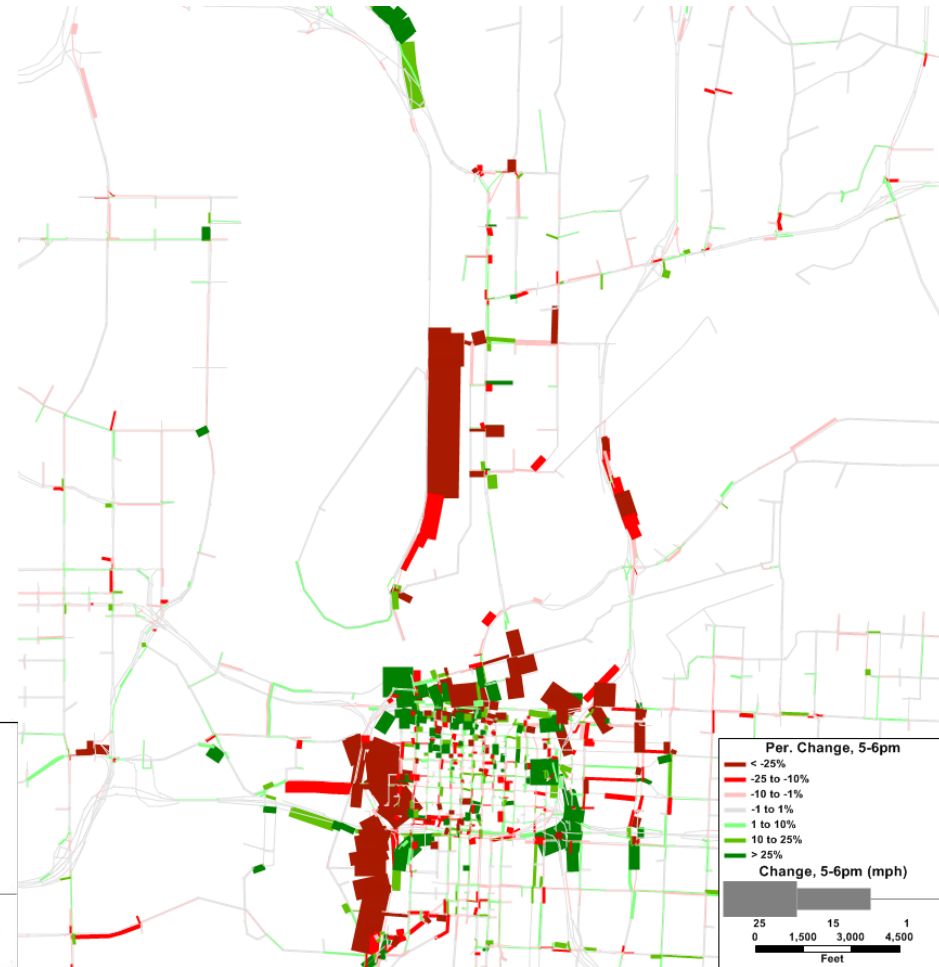 Per. Change, 5-6pm
< -25%
-25 to -10%
-10 to -1%
-1 to 1%
1 to 10%
10 to 25%
> 25%
Change, 5-6pm (mph)
25 15 1
0 1,500 3,000 4,500
Feet